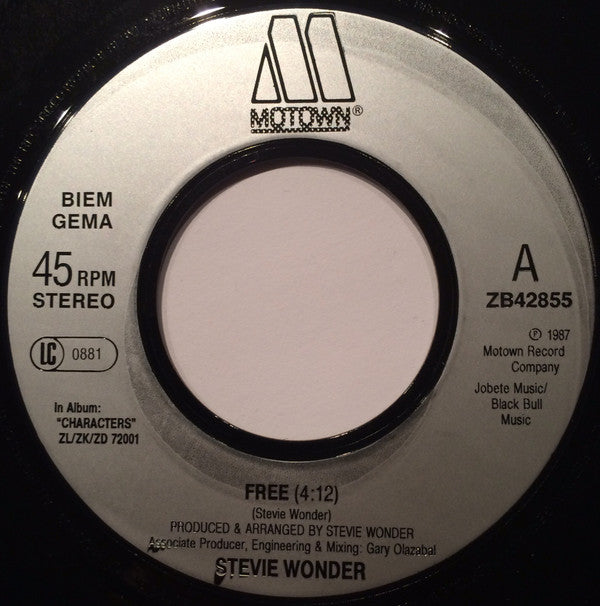 MOTOWN®
BIEM
GEMA
45 RPM
STEREO
LC 0881
In Album:
"CHARACTERS"
ZL/ZK/ZD 72001
A
ZB42855
℗ 1987
Motown Record
Company
Jobete Music/
Black Bull
Music
FREE (4:12)
(Stevie Wonder)
PRODUCED & ARRANGED BY STEVIE WONDER
Associate Producer, Engineering & Mixing: Gary Olazabal
STEVIE WONDER